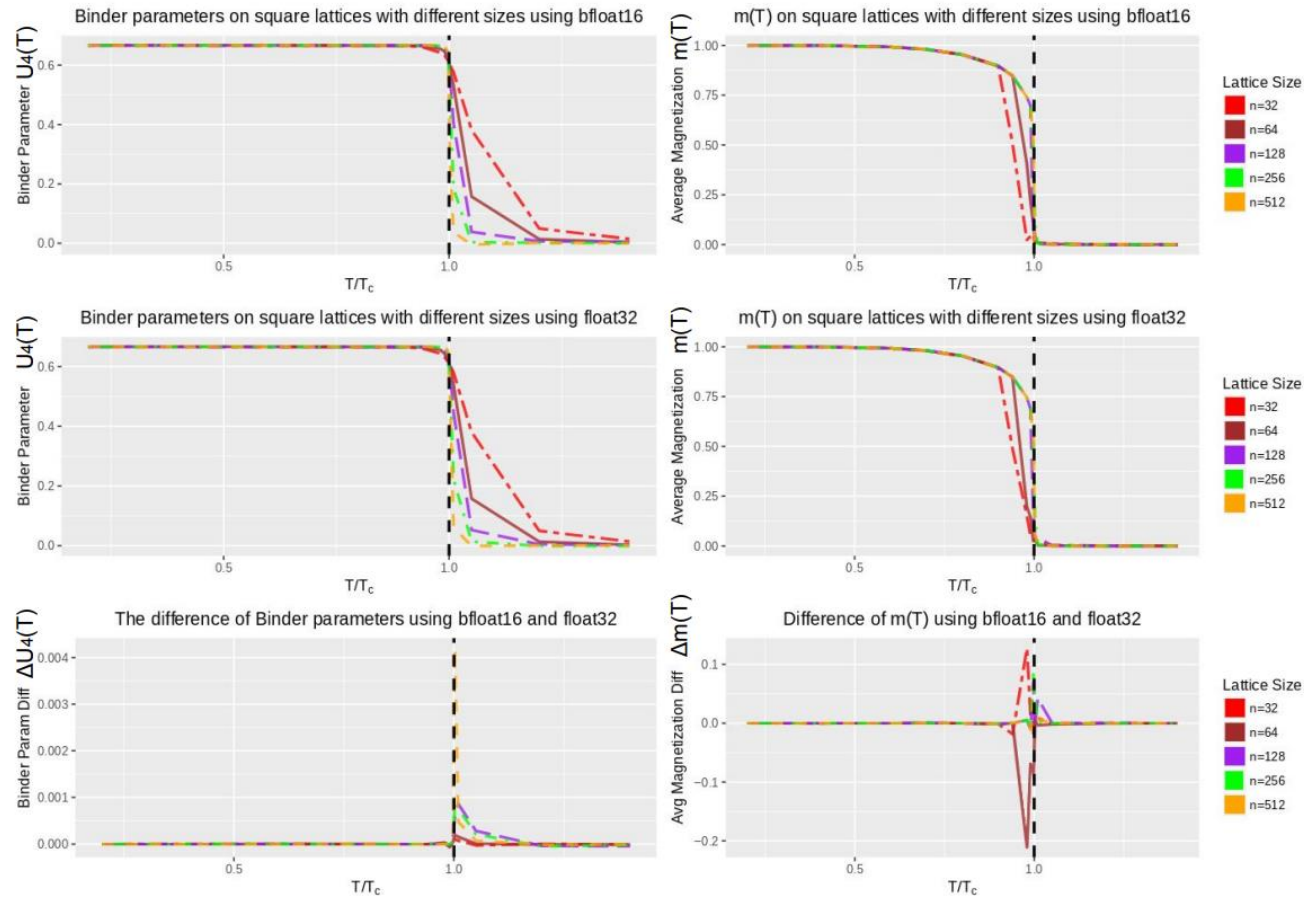 Binder parameters on square lattices with different sizes using bfloat16
U₄(T)
Binder Parameter
0.6
0.4
0.2
0.0
0.5
1.0
T/Tc
m(T) on square lattices with different sizes using bfloat16
m(T)
Average Magnetization
1.00
0.75
0.50
0.25
0.00
0.5
1.0
T/Tc
Lattice Size
n=32
n=64
n=128
n=256
n=512
Binder parameters on square lattices with different sizes using float32
U₄(T)
Binder Parameter
0.6
0.4
0.2
0.0
0.5
1.0
T/Tc
m(T) on square lattices with different sizes using float32
m(T)
Average Magnetization
1.00
0.75
0.50
0.25
0.00
0.5
1.0
T/Tc
Lattice Size
n=32
n=64
n=128
n=256
n=512
The difference of Binder parameters using bfloat16 and float32
ΔU₄(T)
Binder Param Diff
0.004
0.003
0.002
0.001
0.000
0.5
1.0
T/Tc
Difference of m(T) using bfloat16 and float32
Δm(T)
Avg Magnetization Diff
0.1
0.0
−0.1
−0.2
0.5
1.0
T/Tc
Lattice Size
n=32
n=64
n=128
n=256
n=512